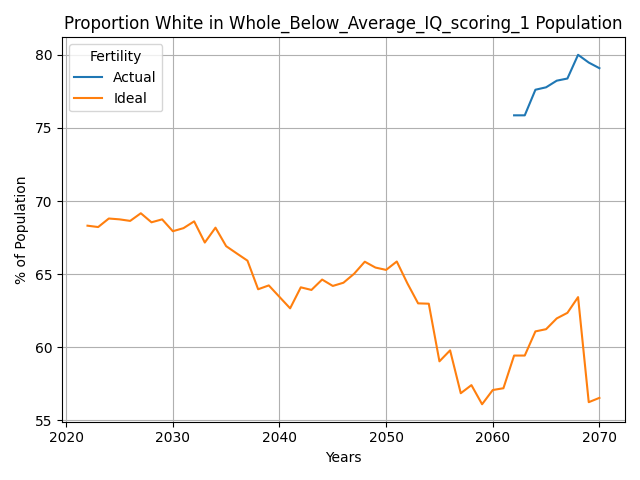 Proportion White in Whole_Below_Average_IQ_scoring_1 Population
Fertility
Actual
Ideal
% of Population
80
75
70
65
60
55
2020
2030
2040
2050
2060
2070
Years